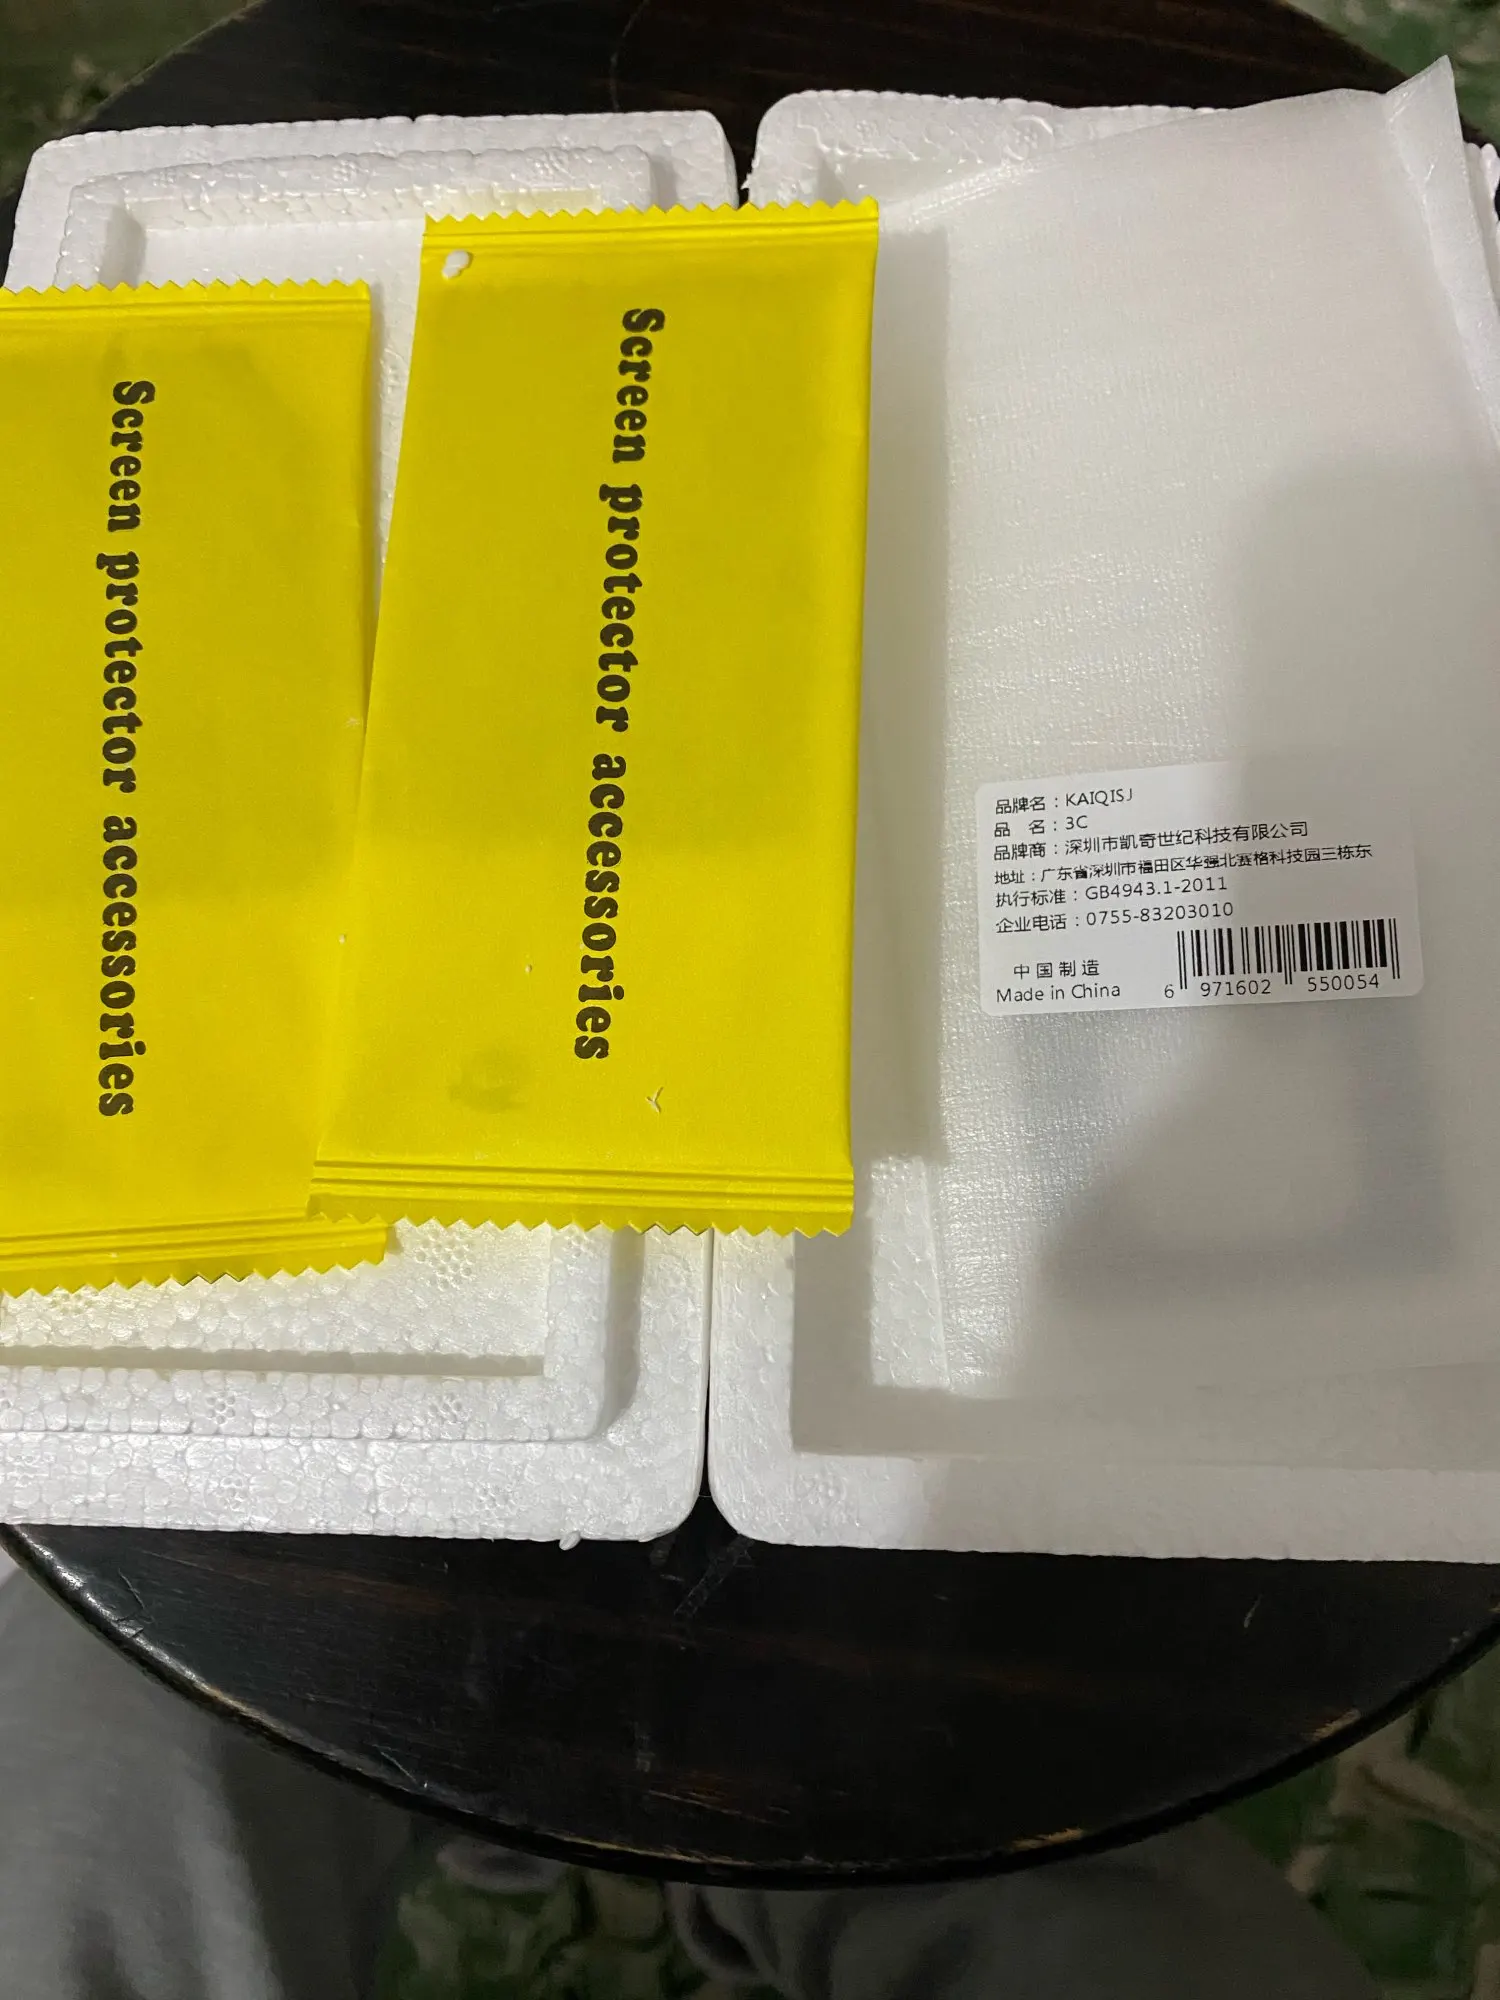 Screen protector accessories
Screen protector accessories
品牌名：KAIQISJ
品 名：3C
品牌商：深圳市凯奇世纪科技有限公司
地址：广东省深圳市福田区华强北赛格科技园三栋东
执行标准：GB4943.1-2011
企业电话：0755-83203010
中国制造
Made in China
6 971602 550054